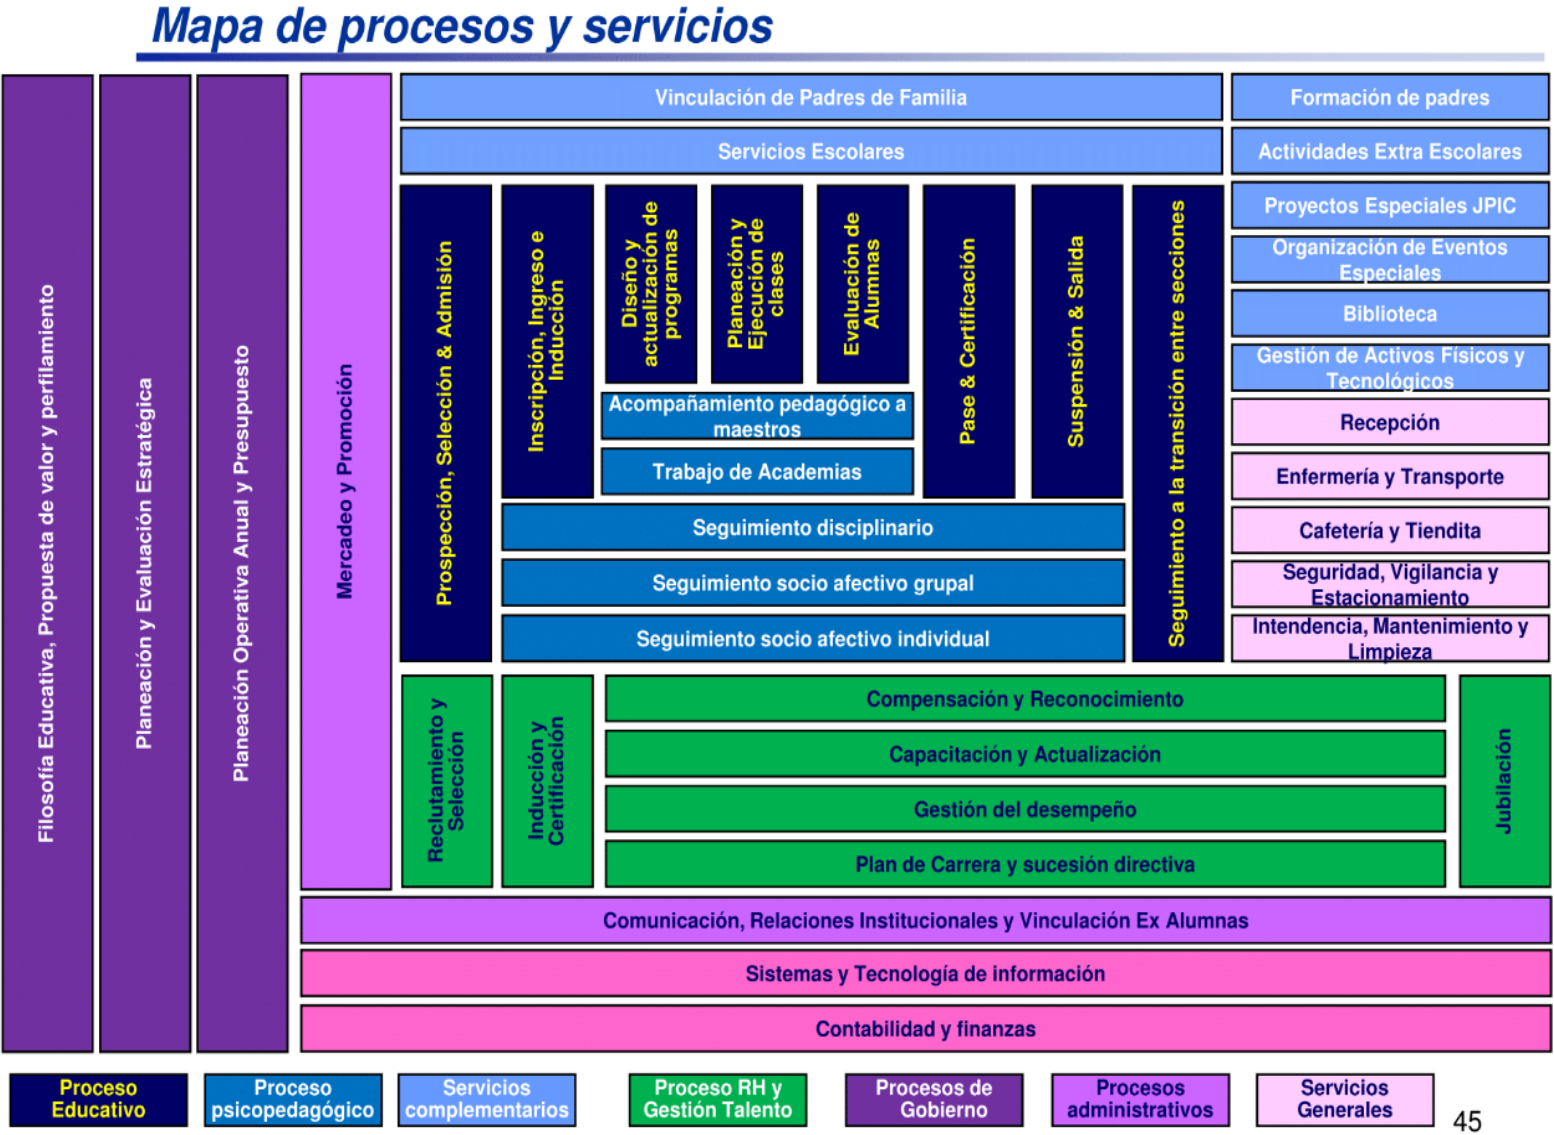 Mapa de procesos y servicios
Filosofía Educativa, Propuesta de valor y perfilamiento
Planeación y Evaluación Estratégica
Planeación Operativa Anual y Presupuesto
Mercadeo y Promoción
Vinculación de Padres de Familia
Servicios Escolares
Prospección, Selección & Admisión
Inscripción, Ingreso e
Inducción
Diseño y
actualización de
programas
Planeación y
Ejecución de
clases
Evaluación de
Alumnas
Pase & Certificación
Suspensión & Salida
Seguimiento a la transición entre secciones
Acompañamiento pedagógico a
maestros
Trabajo de Academias
Seguimiento disciplinario
Seguimiento socio afectivo grupal
Seguimiento socio afectivo individual
Formación de padres
Actividades Extra Escolares
Proyectos Especiales JPIC
Organización de Eventos
Especiales
Biblioteca
Gestión de Activos Físicos y
Tecnológicos
Recepción
Enfermería y Transporte
Cafetería y Tiendita
Seguridad, Vigilancia y
Estacionamiento
Intendencia, Mantenimiento y
Limpieza
Reclutamiento y
Selección
Inducción y
Certificación
Compensación y Reconocimiento
Capacitación y Actualización
Gestión del desempeño
Plan de Carrera y sucesión directiva
Jubilación
Comunicación, Relaciones Institucionales y Vinculación Ex Alumnas
Sistemas y Tecnología de información
Contabilidad y finanzas
Proceso
Educativo
Proceso
psicopedagógico
Servicios
complementarios
Proceso RH y
Gestión Talento
Procesos de
Gobierno
Procesos
administrativos
Servicios
Generales
45